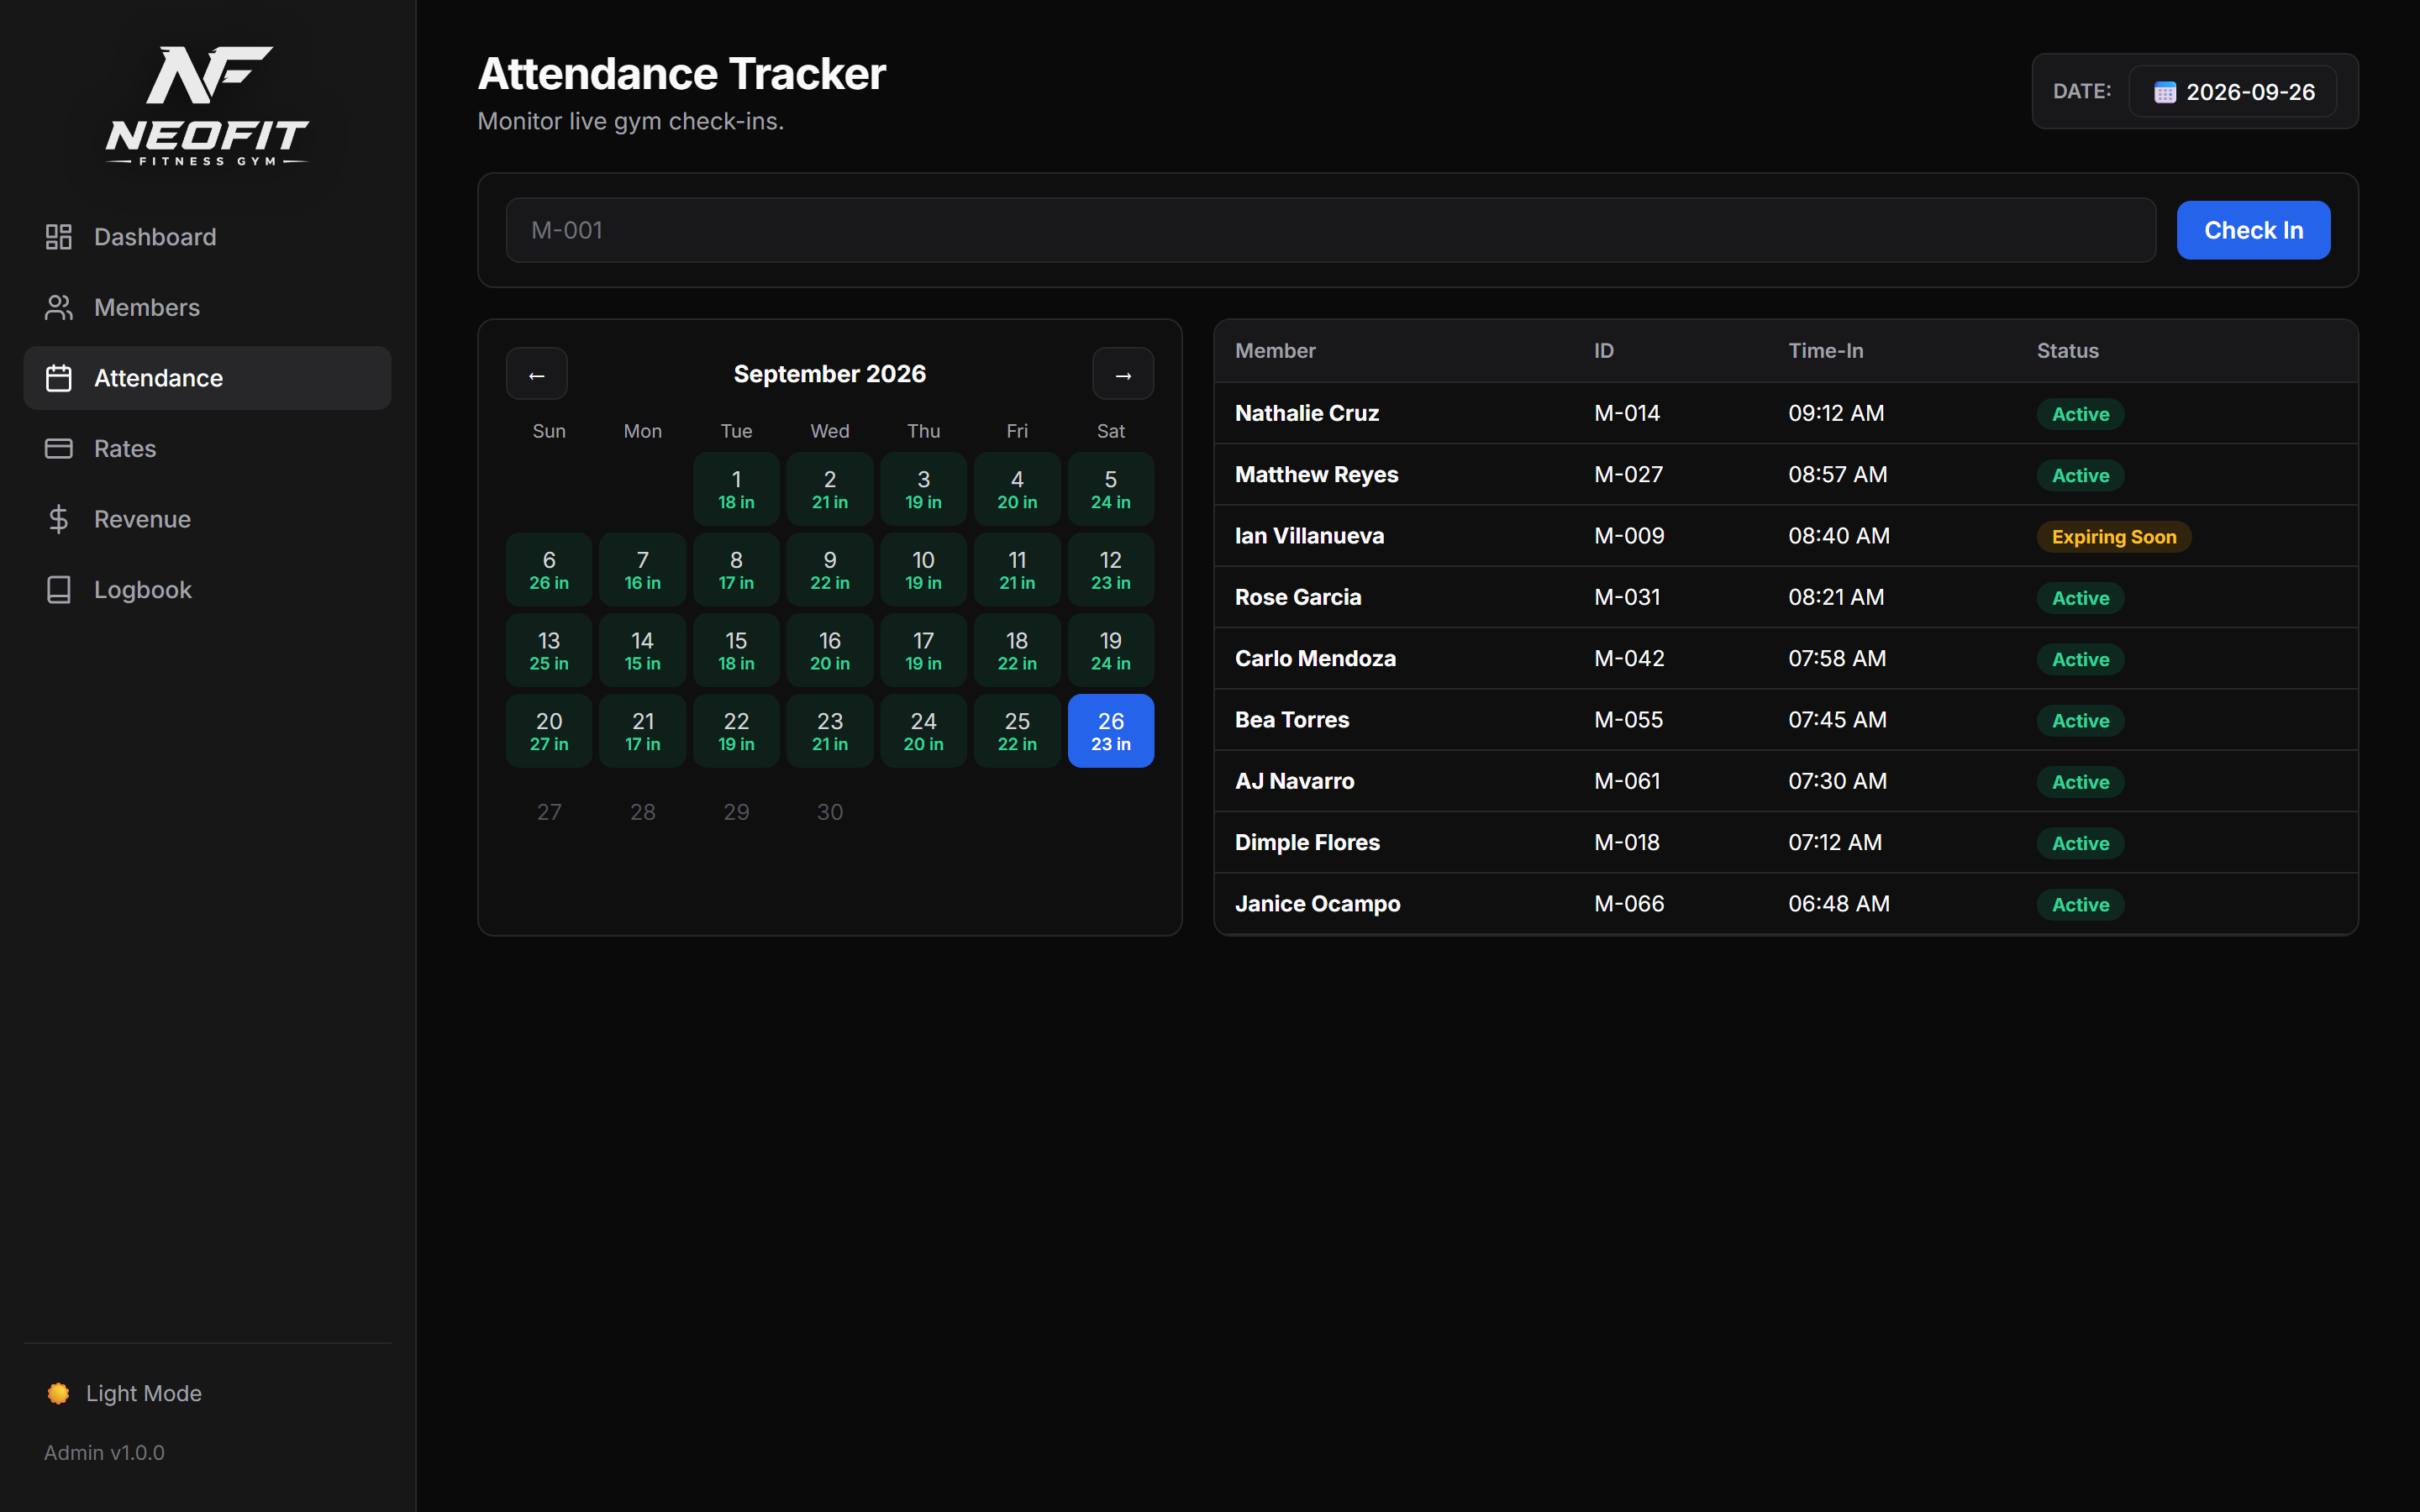 NF
NEOFIT
FITNESS GYM
Dashboard
Members
Attendance
Rates
Revenue
Logbook
Light Mode
Admin v1.0.0
Attendance Tracker
Monitor live gym check-ins.
DATE: 2026-09-26
M-001
Check In
← September 2026 →
Sun Mon Tue Wed Thu Fri Sat
1 2 3 4 5
18 in 21 in 19 in 20 in 24 in
6 7 8 9 10 11 12
26 in 16 in 17 in 22 in 19 in 21 in 23 in
13 14 15 16 17 18 19
25 in 15 in 18 in 20 in 19 in 22 in 24 in
20 21 22 23 24 25 26
27 in 17 in 19 in 21 in 20 in 22 in 23 in
27 28 29 30
Member ID Time-In Status
Nathalie Cruz M-014 09:12 AM Active
Matthew Reyes M-027 08:57 AM Active
Ian Villanueva M-009 08:40 AM Expiring Soon
Rose Garcia M-031 08:21 AM Active
Carlo Mendoza M-042 07:58 AM Active
Bea Torres M-055 07:45 AM Active
AJ Navarro M-061 07:30 AM Active
Dimple Flores M-018 07:12 AM Active
Janice Ocampo M-066 06:48 AM Active